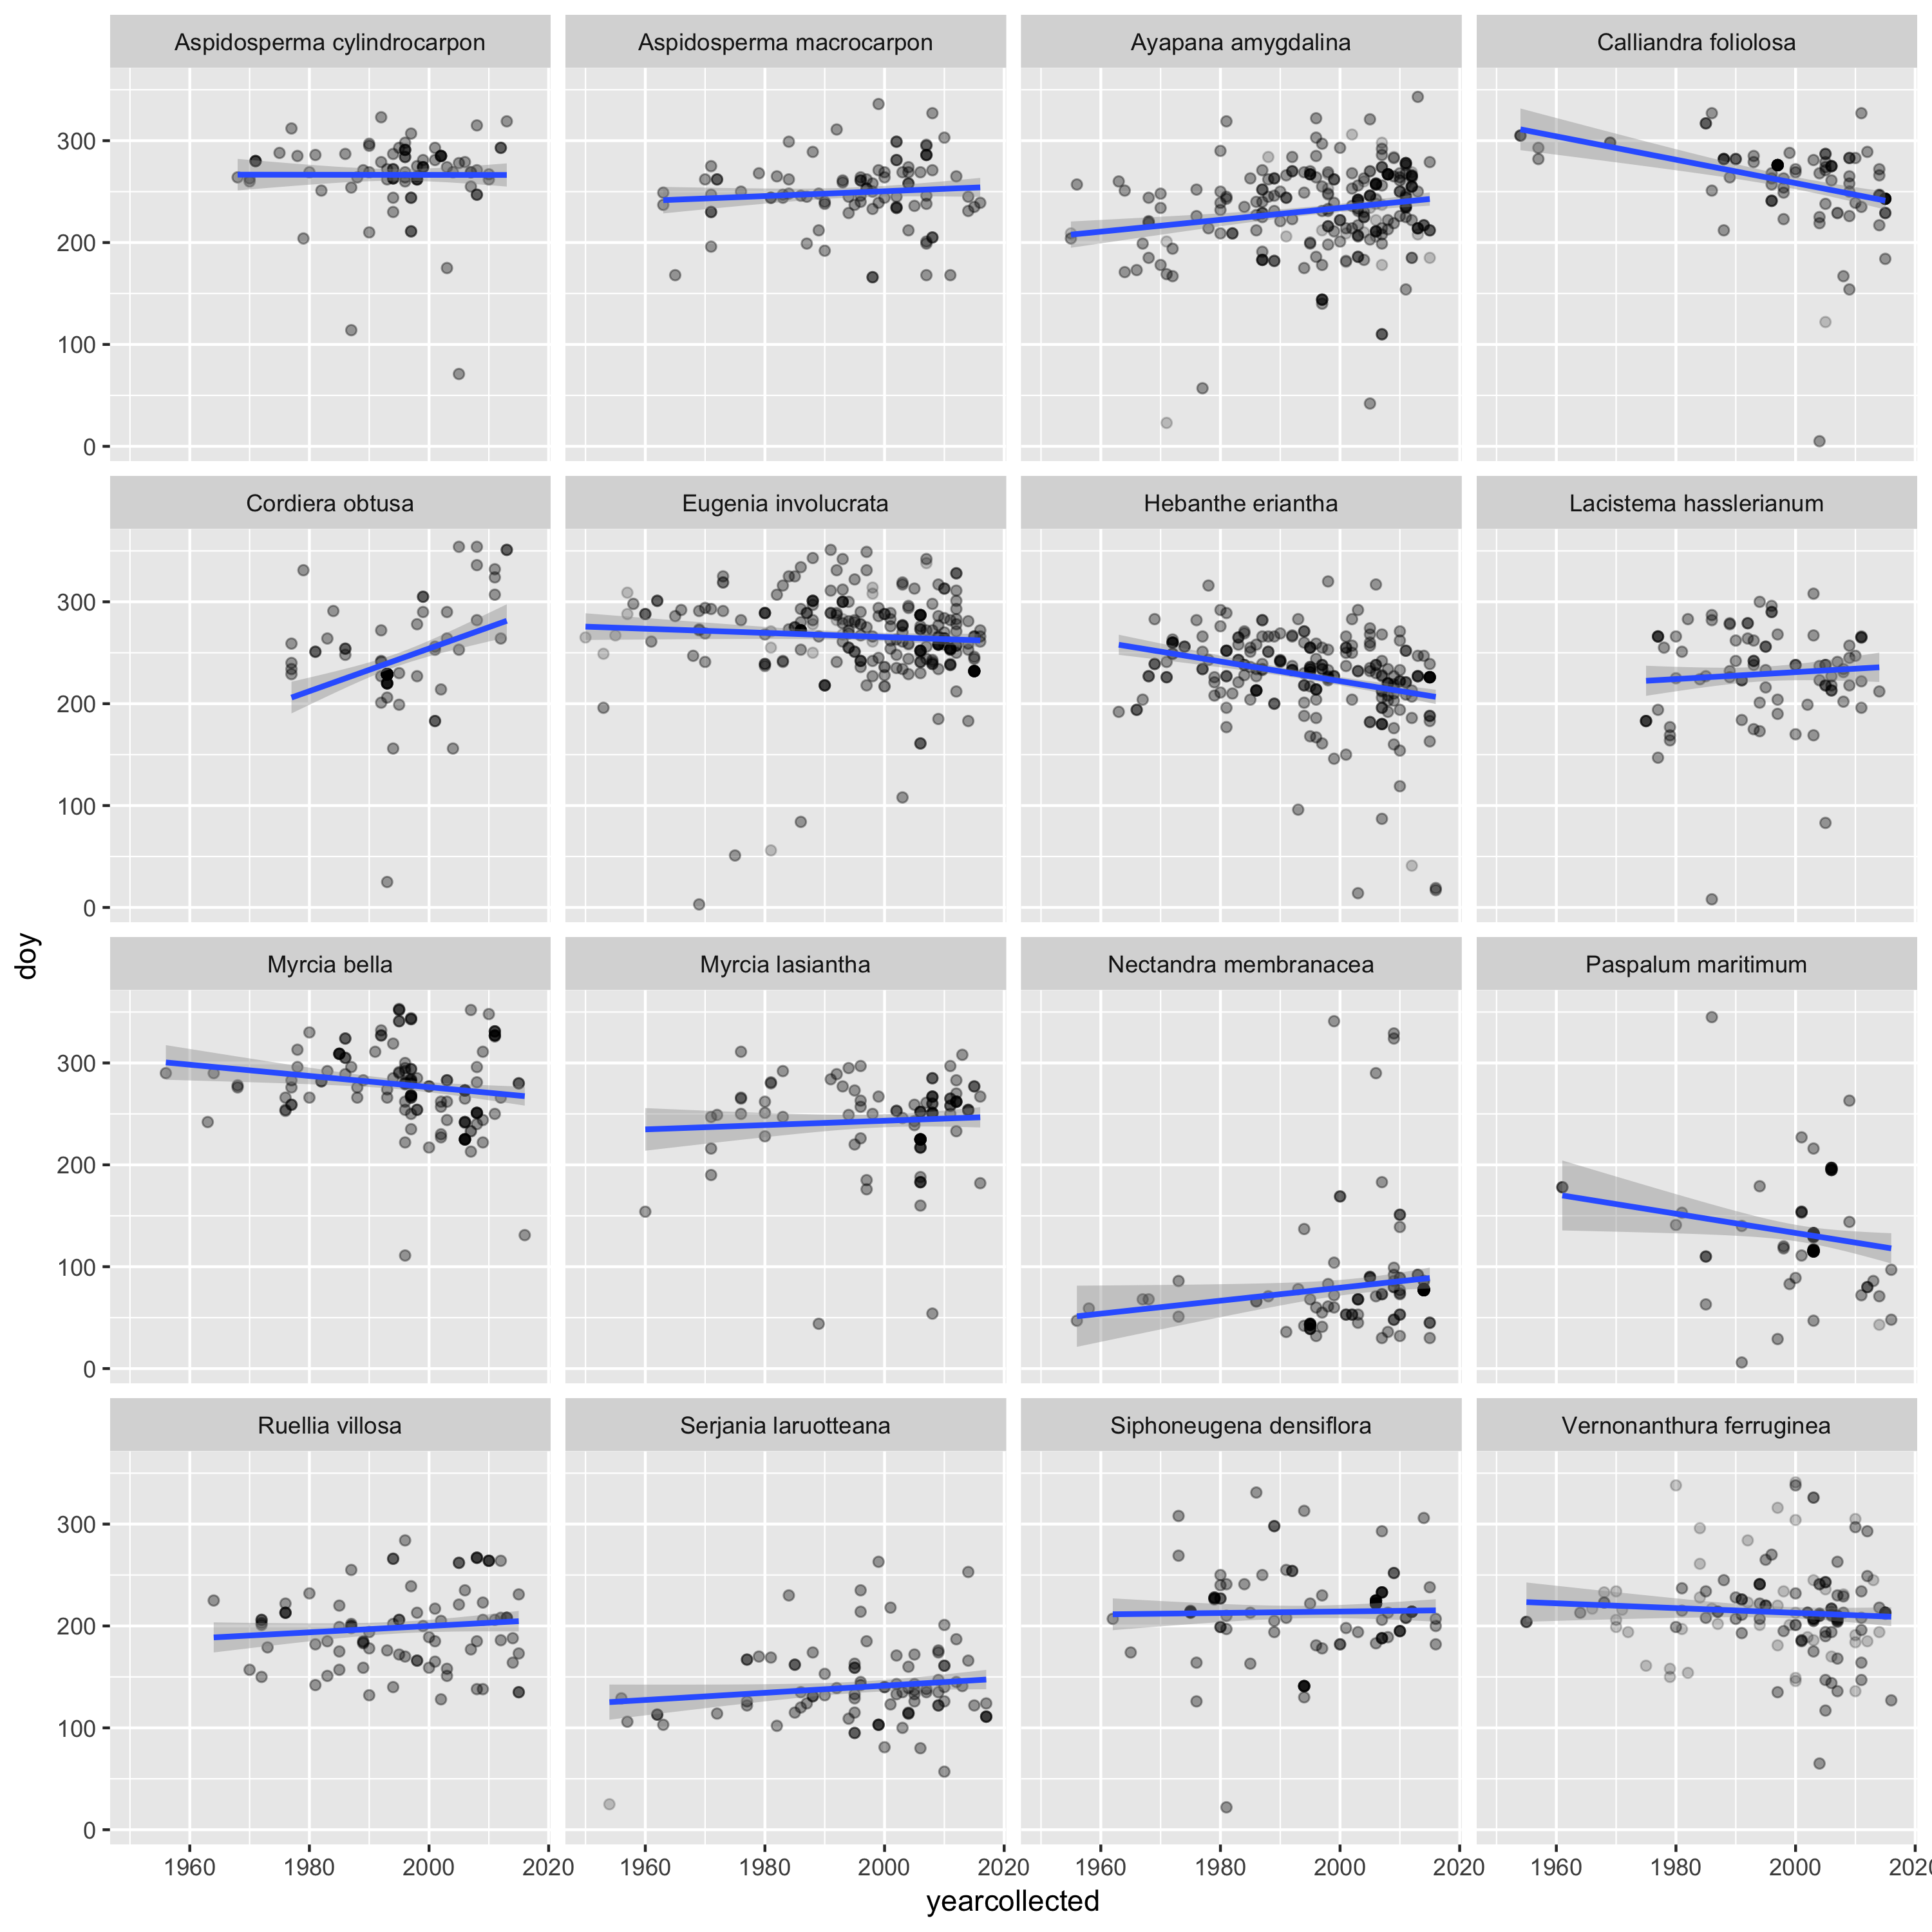 Aspidosperma cylindrocarpon
Aspidosperma macrocarpon
Ayapana amygdalina
Calliandra foliolosa
300
200
100
0
Cordiera obtusa
Eugenia involucrata
Hebanthe eriantha
Lacistema hasslerianum
300
200
100
0
doy
Myrcia bella
Myrcia lasiantha
Nectandra membranacea
Paspalum maritimum
300
200
100
0
Ruellia villosa
Serjania laruotteana
Siphoneugena densiflora
Vernonanthura ferruginea
300
200
100
0
1960 1980 2000 2020 1960 1980 2000 2020 1960 1980 2000 2020 1960 1980 2000 2020
yearcollected